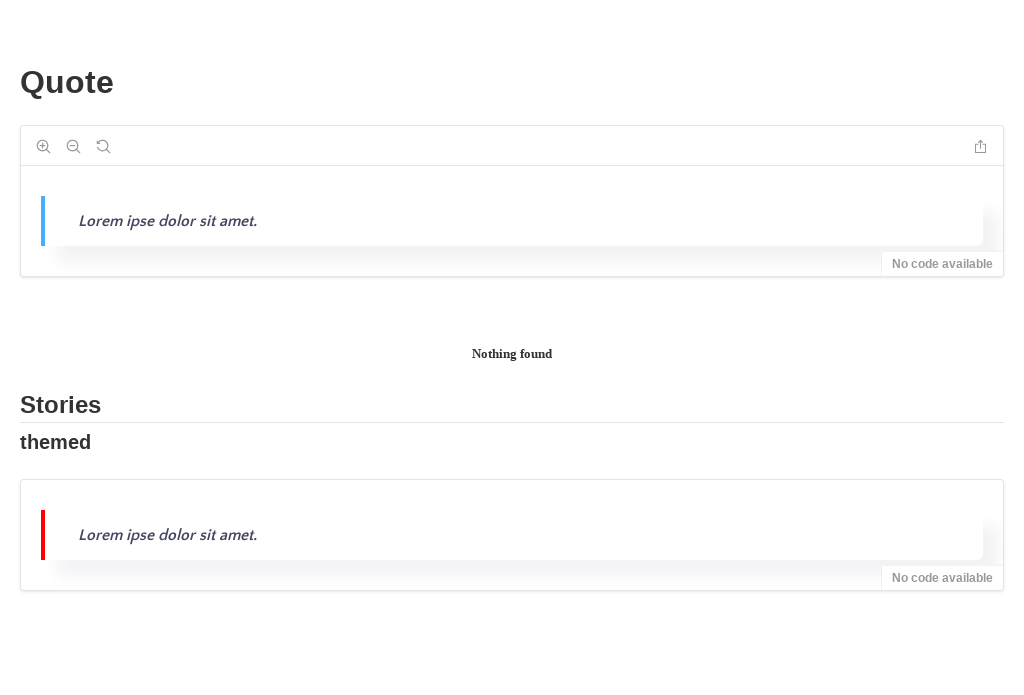 Quote
Lorem ipse dolor sit amet.
No code available
Nothing found
Stories
themed
Lorem ipse dolor sit amet.
No code available